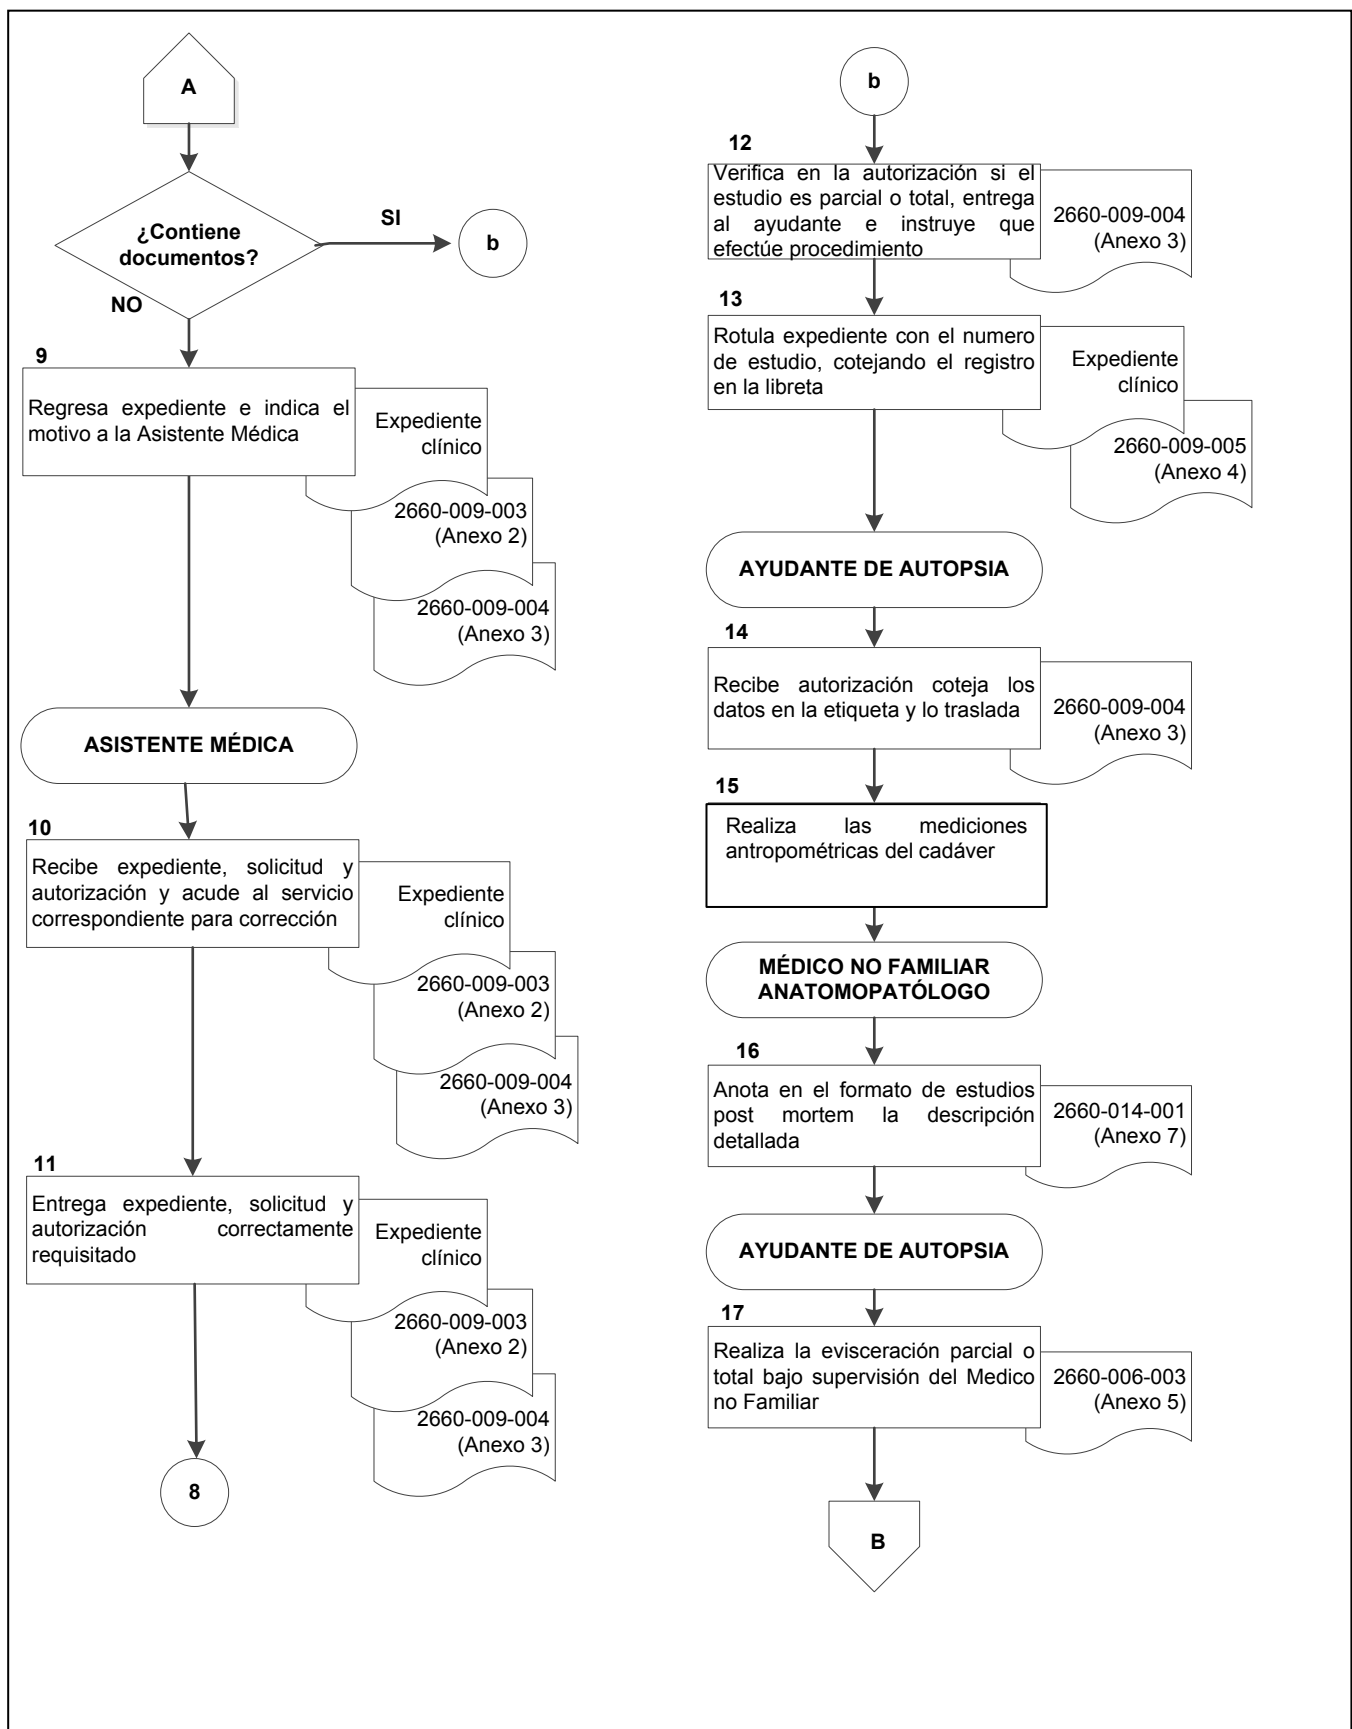 A
¿Contiene
documentos?
SI
b
NO
9
Regresa expediente e indica el
motivo a la Asistente Médica
Expediente
clínico
2660-009-003
(Anexo 2)
2660-009-004
(Anexo 3)
ASISTENTE MÉDICA
10
Recibe expediente, solicitud y
autorización y acude al servicio
correspondiente para corrección
Expediente
clínico
2660-009-003
(Anexo 2)
2660-009-004
(Anexo 3)
11
Entrega expediente, solicitud y
autorización correctamente
requisitado
Expediente
clínico
2660-009-003
(Anexo 2)
2660-009-004
(Anexo 3)
8
b
12
Verifica en la autorización si el
estudio es parcial o total, entrega
al ayudante e instruye que
efectúe procedimiento
2660-009-004
(Anexo 3)
13
Rotula expediente con el numero
de estudio, cotejando el registro
en la libreta
Expediente
clínico
2660-009-005
(Anexo 4)
AYUDANTE DE AUTOPSIA
14
Recibe autorización coteja los
datos en la etiqueta y lo traslada
2660-009-004
(Anexo 3)
15
Realiza las mediciones
antropométricas del cadáver
MÉDICO NO FAMILIAR
ANATOMOPATÓLOGO
16
Anota en el formato de estudios
post mortem la descripción
detallada
2660-014-001
(Anexo 7)
AYUDANTE DE AUTOPSIA
17
Realiza la evisceración parcial o
total bajo supervisión del Medico
no Familiar
2660-006-003
(Anexo 5)
B